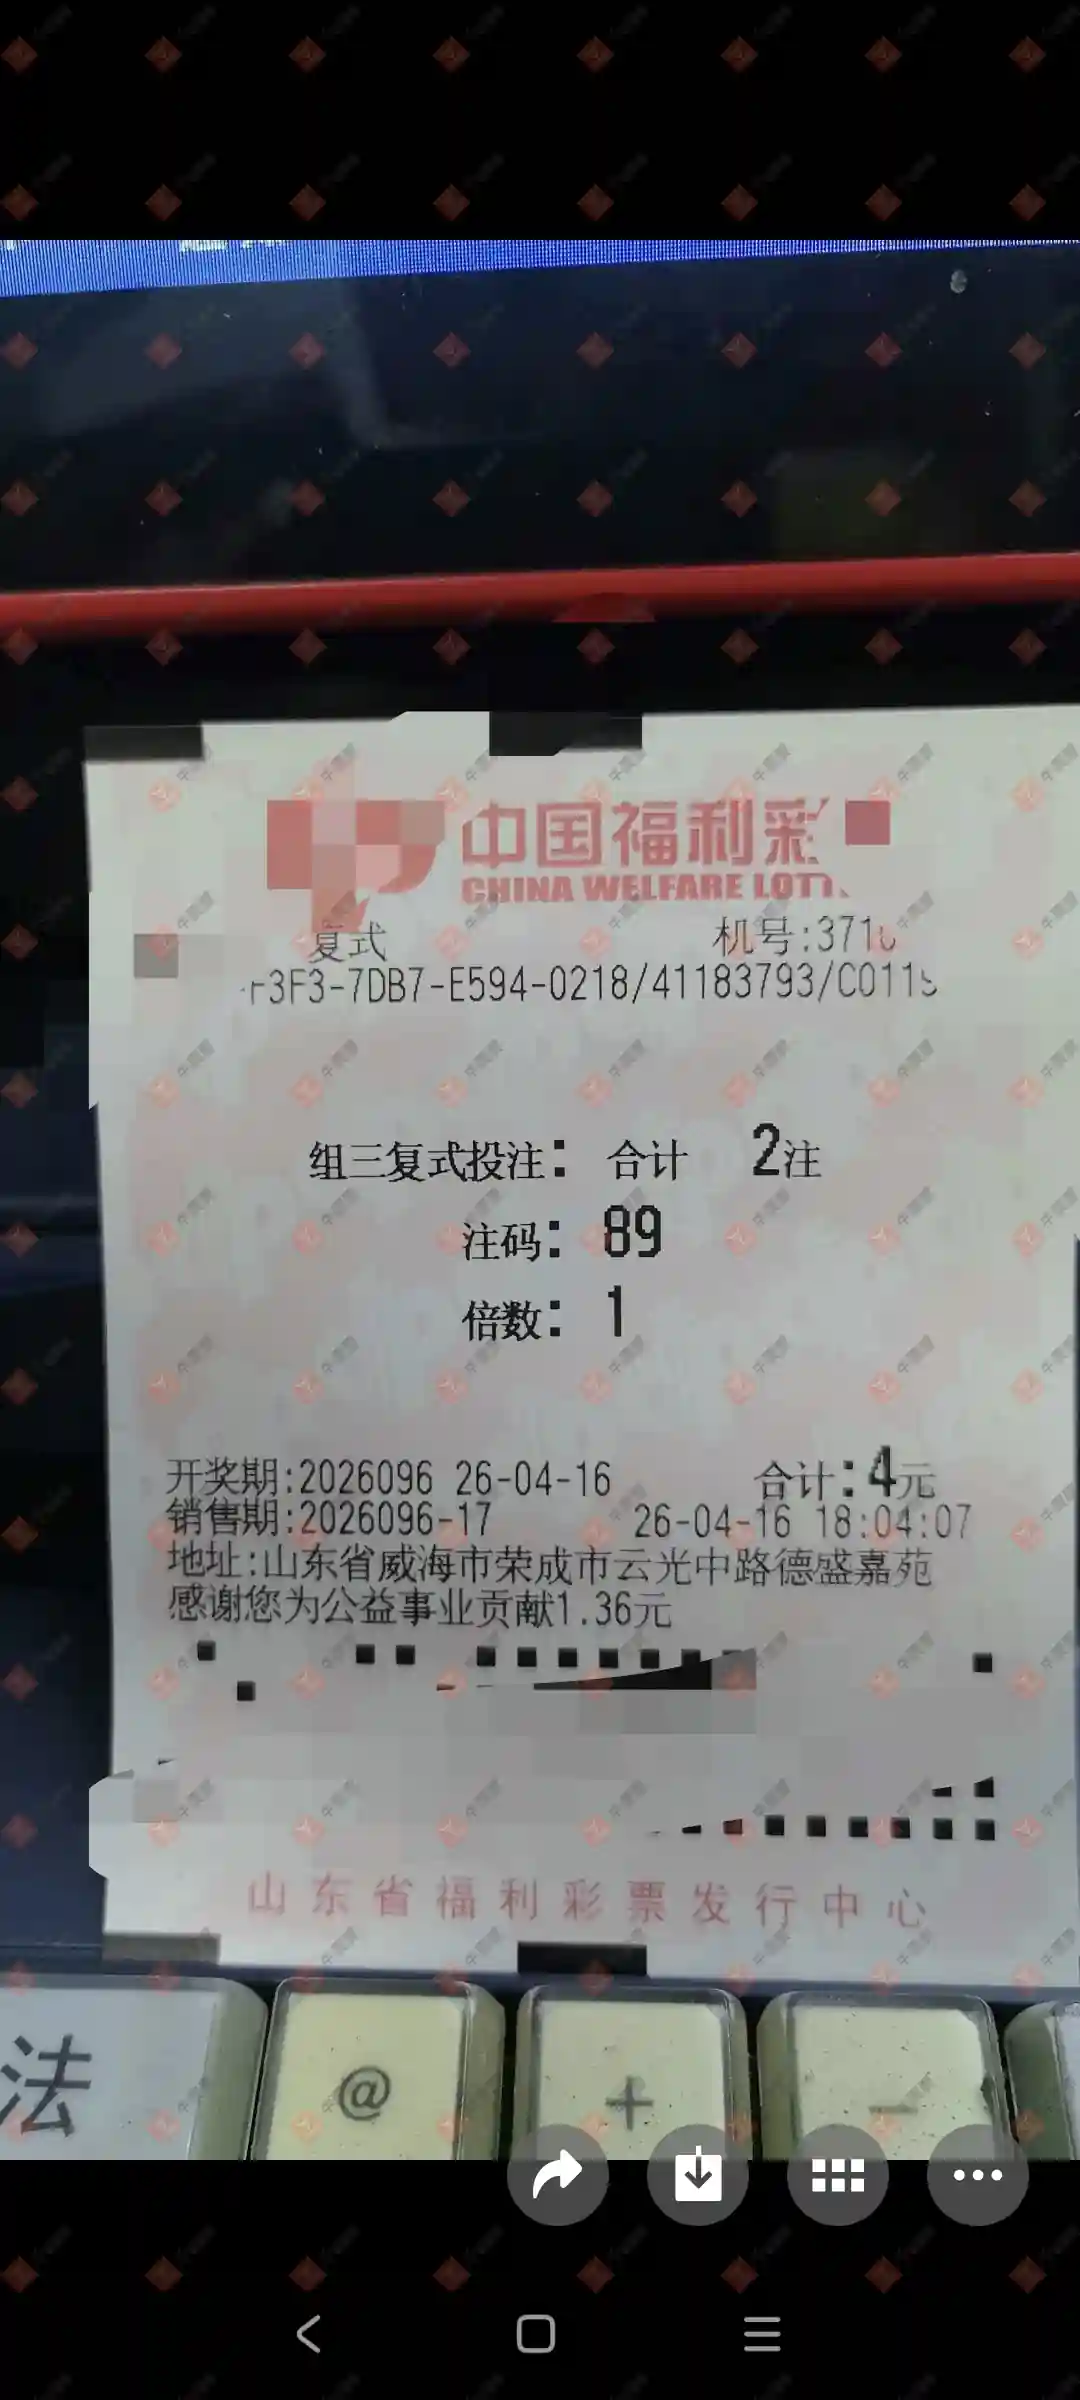 中国福利彩
CHINA WELFARE LOTT
复式
机号:371
F3F3-7DB7-E594-0218/41183793/C0115
组三复式投注: 合计 2注
注码: 89
倍数: 1
开奖期:2026096 26-04-16 合计:4元
销售期:2026096-17 26-04-16 18:04:07
地址:山东省威海市荣成市云光中路德盛嘉苑
感谢您为公益事业贡献1.36元
山东省福利彩票发行中心
法 @ + -